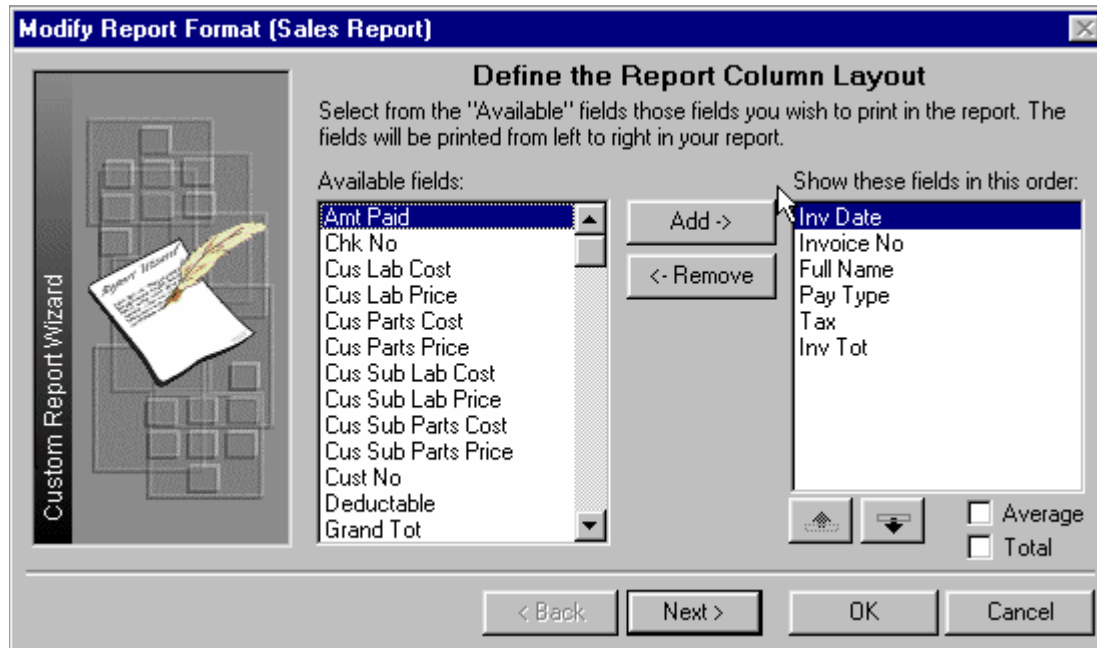 Modify Report Format (Sales Report)
Define the Report Column Layout
Select from the "Available" fields those fields you wish to print in the report. The
fields will be printed from left to right in your report.
Custom Report Wizard
Report Wizard
Available fields:
Amt Paid
Chk No
Cus Lab Cost
Cus Lab Price
Cus Parts Cost
Cus Parts Price
Cus Sub Lab Cost
Cus Sub Lab Price
Cus Sub Parts Cost
Cus Sub Parts Price
Cust No
Deductable
Grand Tot
Add ->
<- Remove
Show these fields in this order:
Inv Date
Invoice No
Full Name
Pay Type
Tax
Inv Tot
Average
Total
< Back
Next >
OK
Cancel